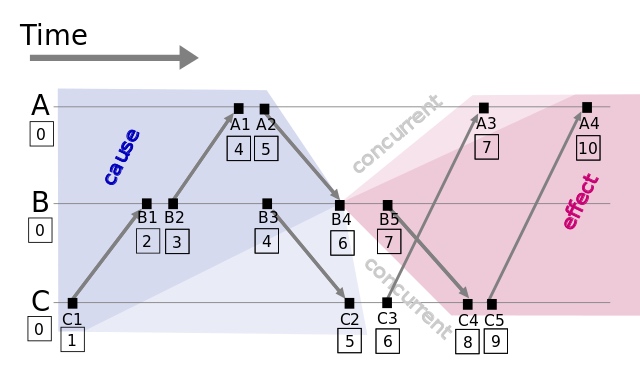 Time
A
0
A1
4
A2
5
A3
7
A4
10
cause
concurrent
effect
B
0
B1
2
B2
3
B3
4
B4
6
B5
7
concurrent
C
0
C1
1
C2
5
C3
6
C4
8
C5
9